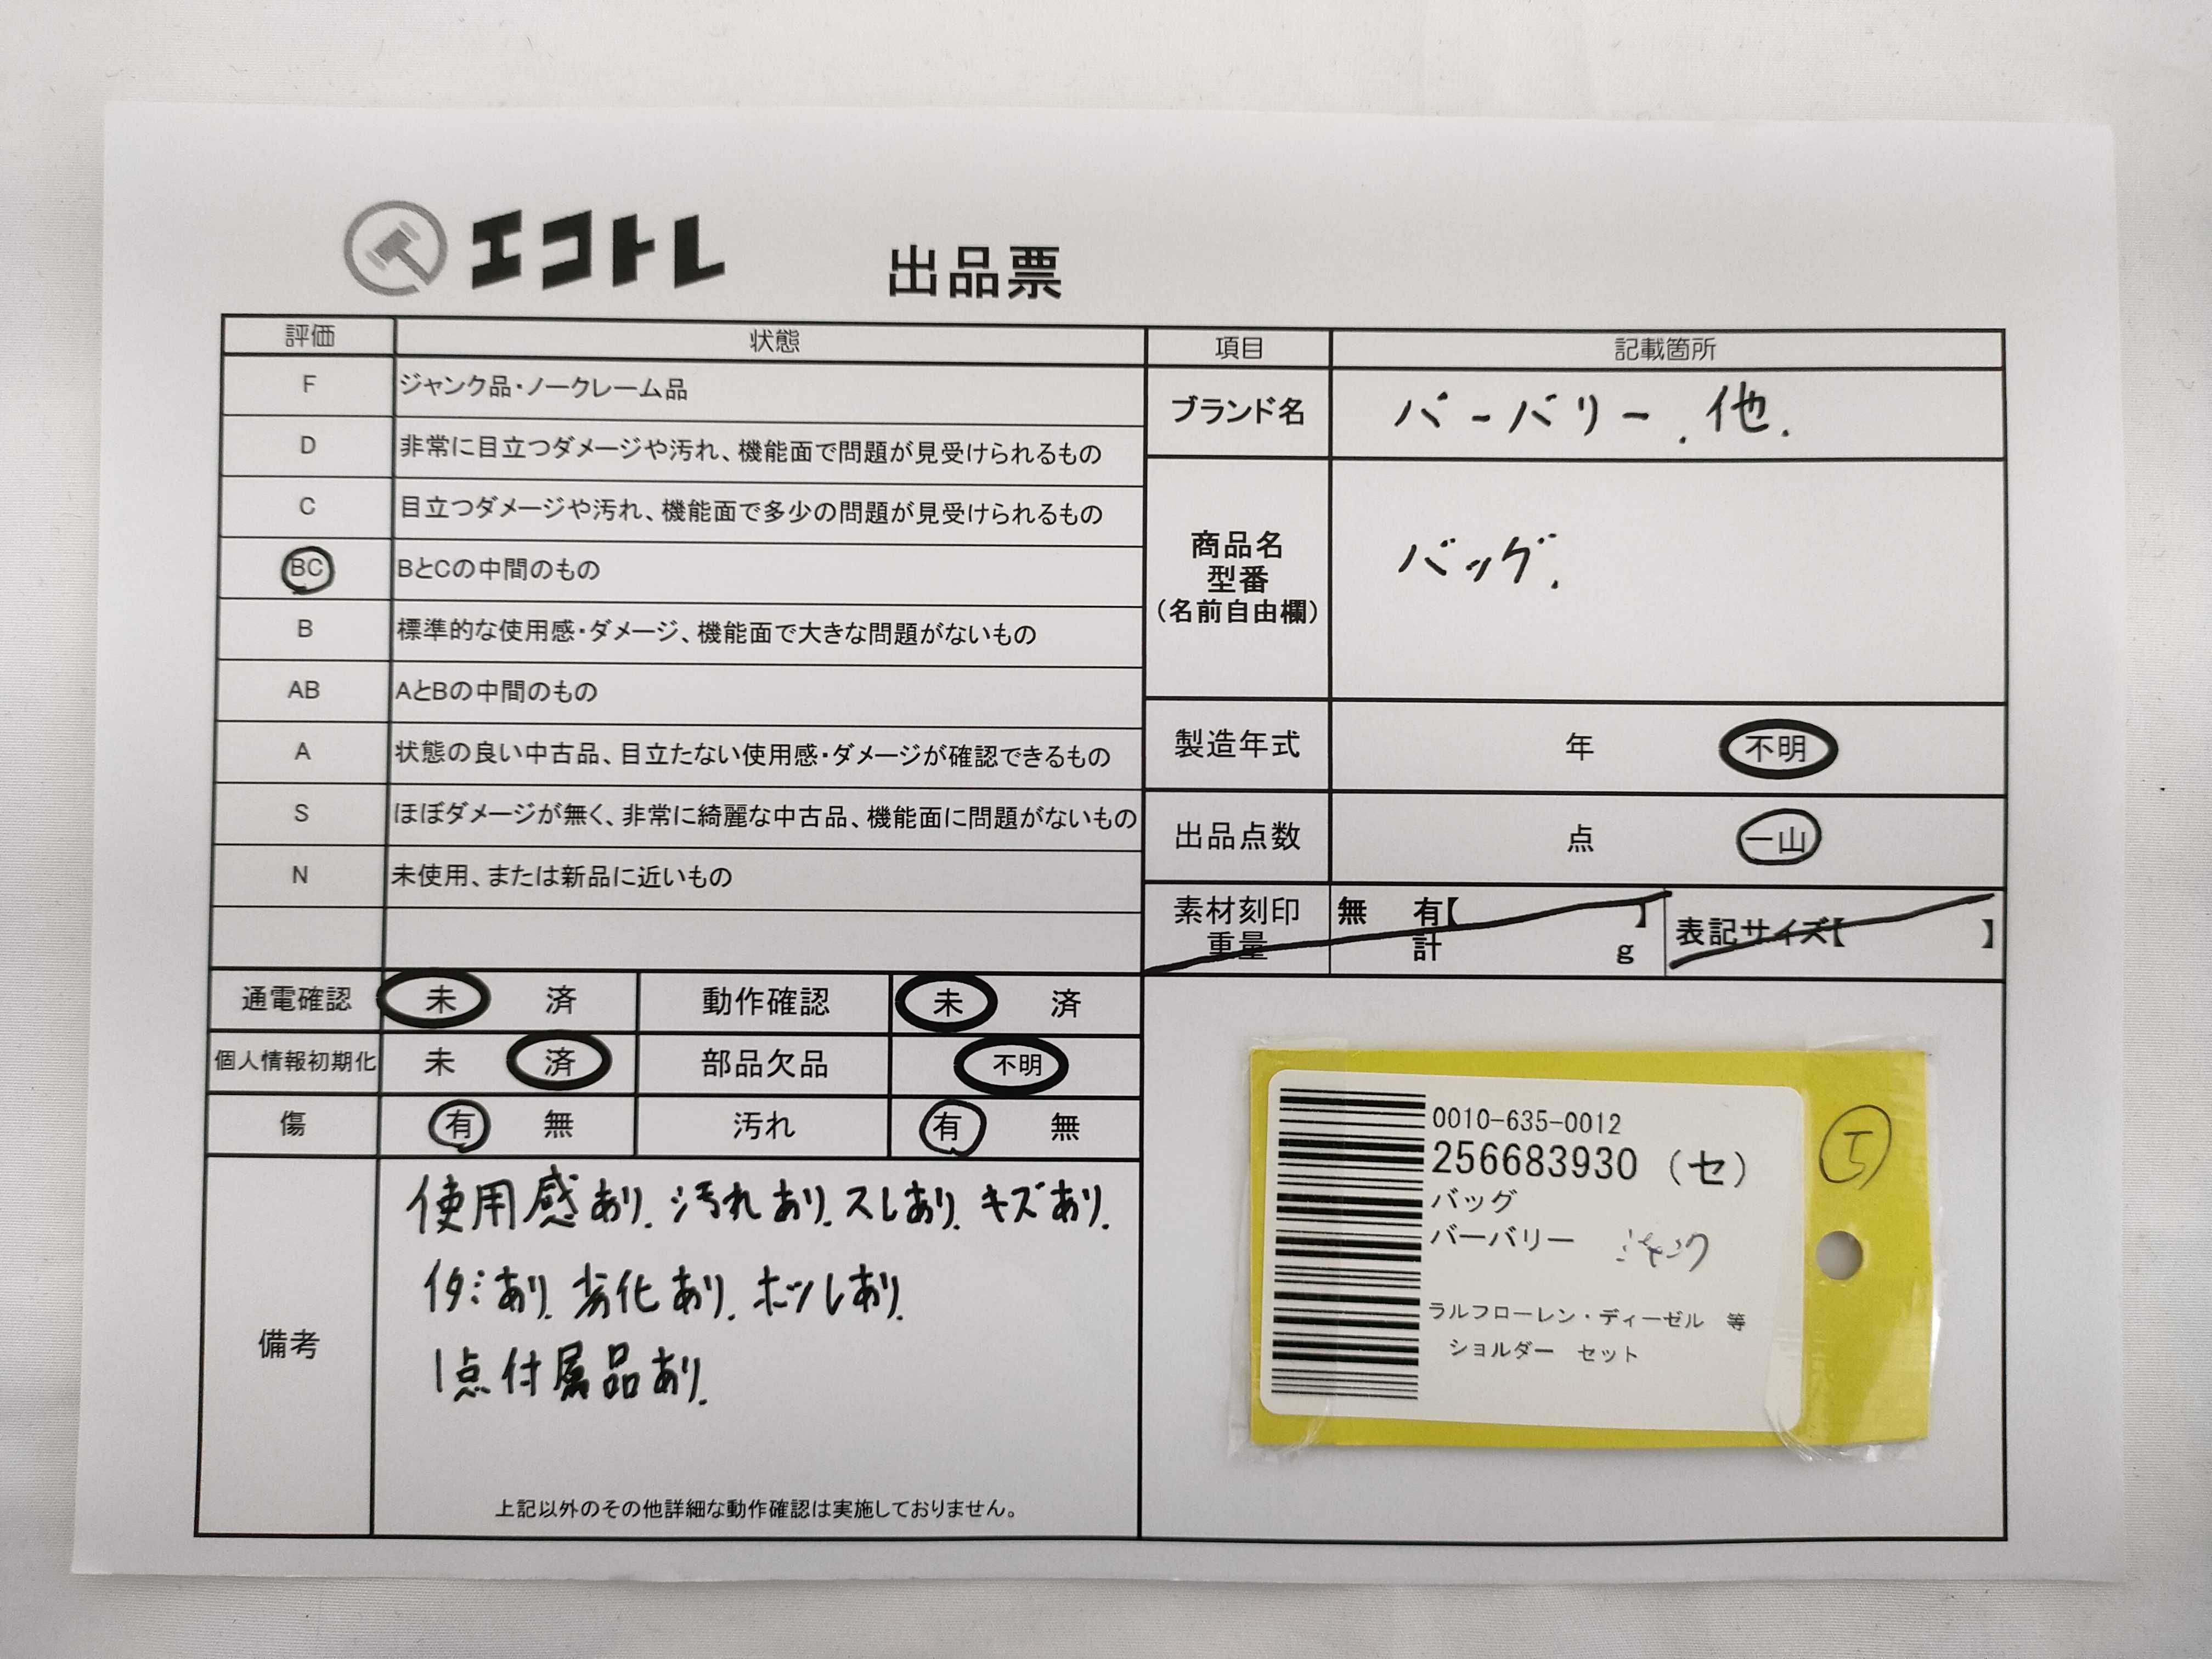 エコトレ 出品票
評価 状態
F ジャンク品・ノークレーム品
D 非常に目立つダメージや汚れ、機能面で問題が見受けられるもの
C 目立つダメージや汚れ、機能面で多少の問題が見受けられるもの
BC BとCの中間のもの
B 標準的な使用感・ダメージ、機能面で大きな問題がないもの
AB AとBの中間のもの
A 状態の良い中古品、目立たない使用感・ダメージが確認できるもの
S ほぼダメージが無く、非常に綺麗な中古品、機能面に問題がないもの
N 未使用、または新品に近いもの
項目 記載箇所
ブランド名 バーバリー.他.
商品名
型番
(名前自由欄)
バッグ.
製造年式 年 不明
出品点数 点 一山
素材刻印 無 有【 】 表記サイズ【 】
重量 計 g
通電確認 未 済 動作確認 未 済
個人情報初期化 未 済 部品欠品 不明
傷 有 無 汚れ 有 無
備考
使用感あり.汚れあり.スレあり.キズあり.
イタミあり.劣化あり.ホツレあり.
1点付属品あり.
上記以外のその他詳細な動作確認は実施しておりません。
0010-635-0012
256683930 (セ)
バッグ
バーバリー ジャンク
ラルフローレン・ディーゼル 等
ショルダー セット